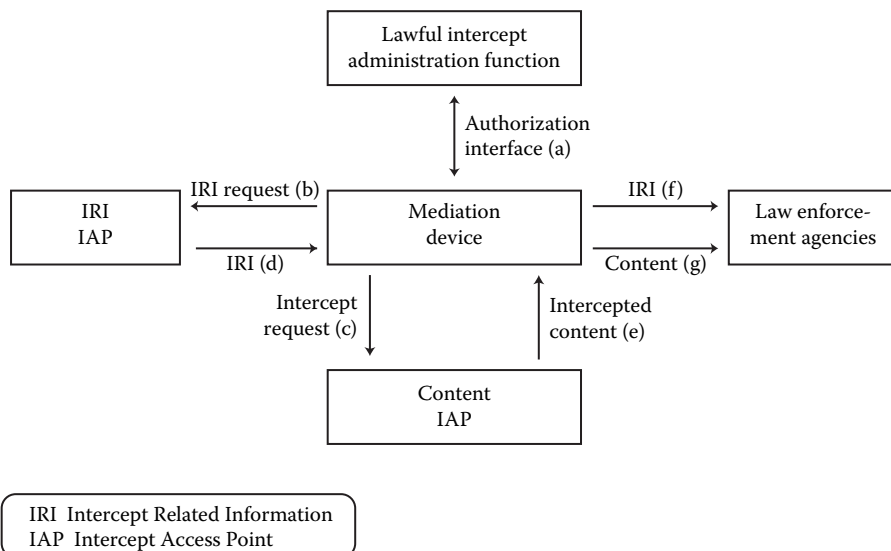 Lawful intercept
administration function
Authorization
interface (a)
IRI request (b)
IRI (f)
IRI
IAP
Mediation
device
Law enforce-
ment agencies
IRI (d)
Content (g)
Intercept
request (c)
Intercepted
content (e)
Content
IAP
IRI Intercept Related Information
IAP Intercept Access Point